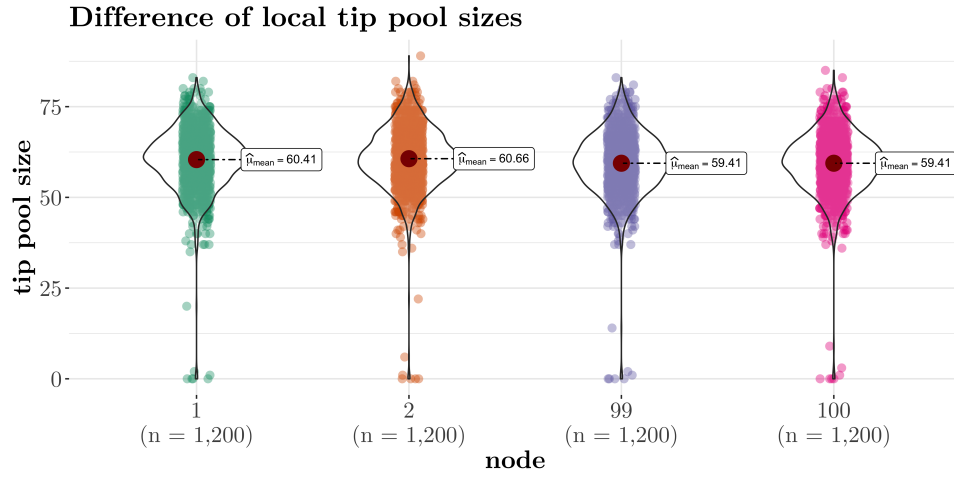 Difference of local tip pool sizes
tip pool size
75
50
25
0
μ̂mean = 60.41
μ̂mean = 60.66
μ̂mean = 59.41
μ̂mean = 59.41
1
(n = 1,200)
2
(n = 1,200)
99
(n = 1,200)
100
(n = 1,200)
node